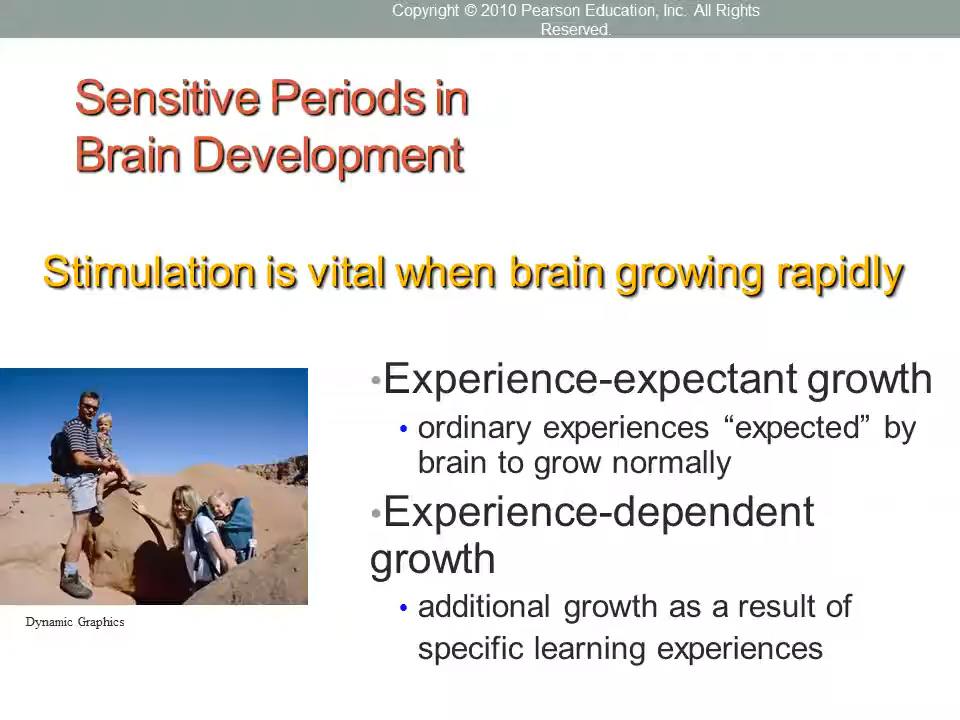 Copyright © 2010 Pearson Education, Inc. All Rights
Reserved.
Sensitive Periods in
Brain Development
Stimulation is vital when brain growing rapidly
•Experience-expectant growth
• ordinary experiences “expected” by
brain to grow normally
•Experience-dependent
growth
• additional growth as a result of
specific learning experiences
Dynamic Graphics